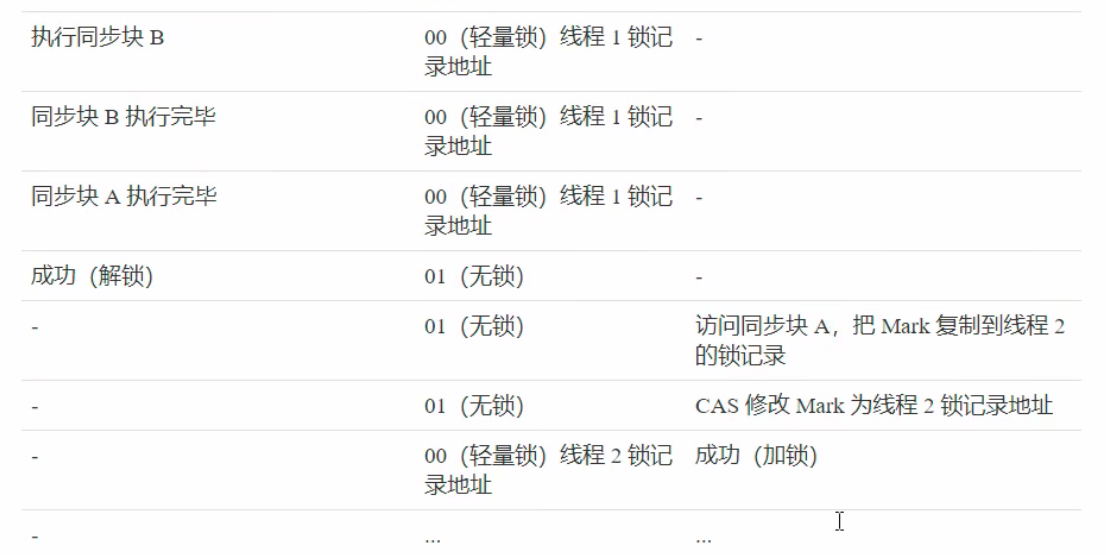 执行同步块 B 00（轻量锁）线程 1 锁记 -
录地址
同步块 B 执行完毕 00（轻量锁）线程 1 锁记 -
录地址
同步块 A 执行完毕 00（轻量锁）线程 1 锁记 -
录地址
成功（解锁） 01（无锁） -
- 01（无锁） 访问同步块 A，把 Mark 复制到线程 2
的锁记录
- 01（无锁） CAS 修改 Mark 为线程 2 锁记录地址
- 00（轻量锁）线程 2 锁记 成功（加锁）
录地址
- ... ...